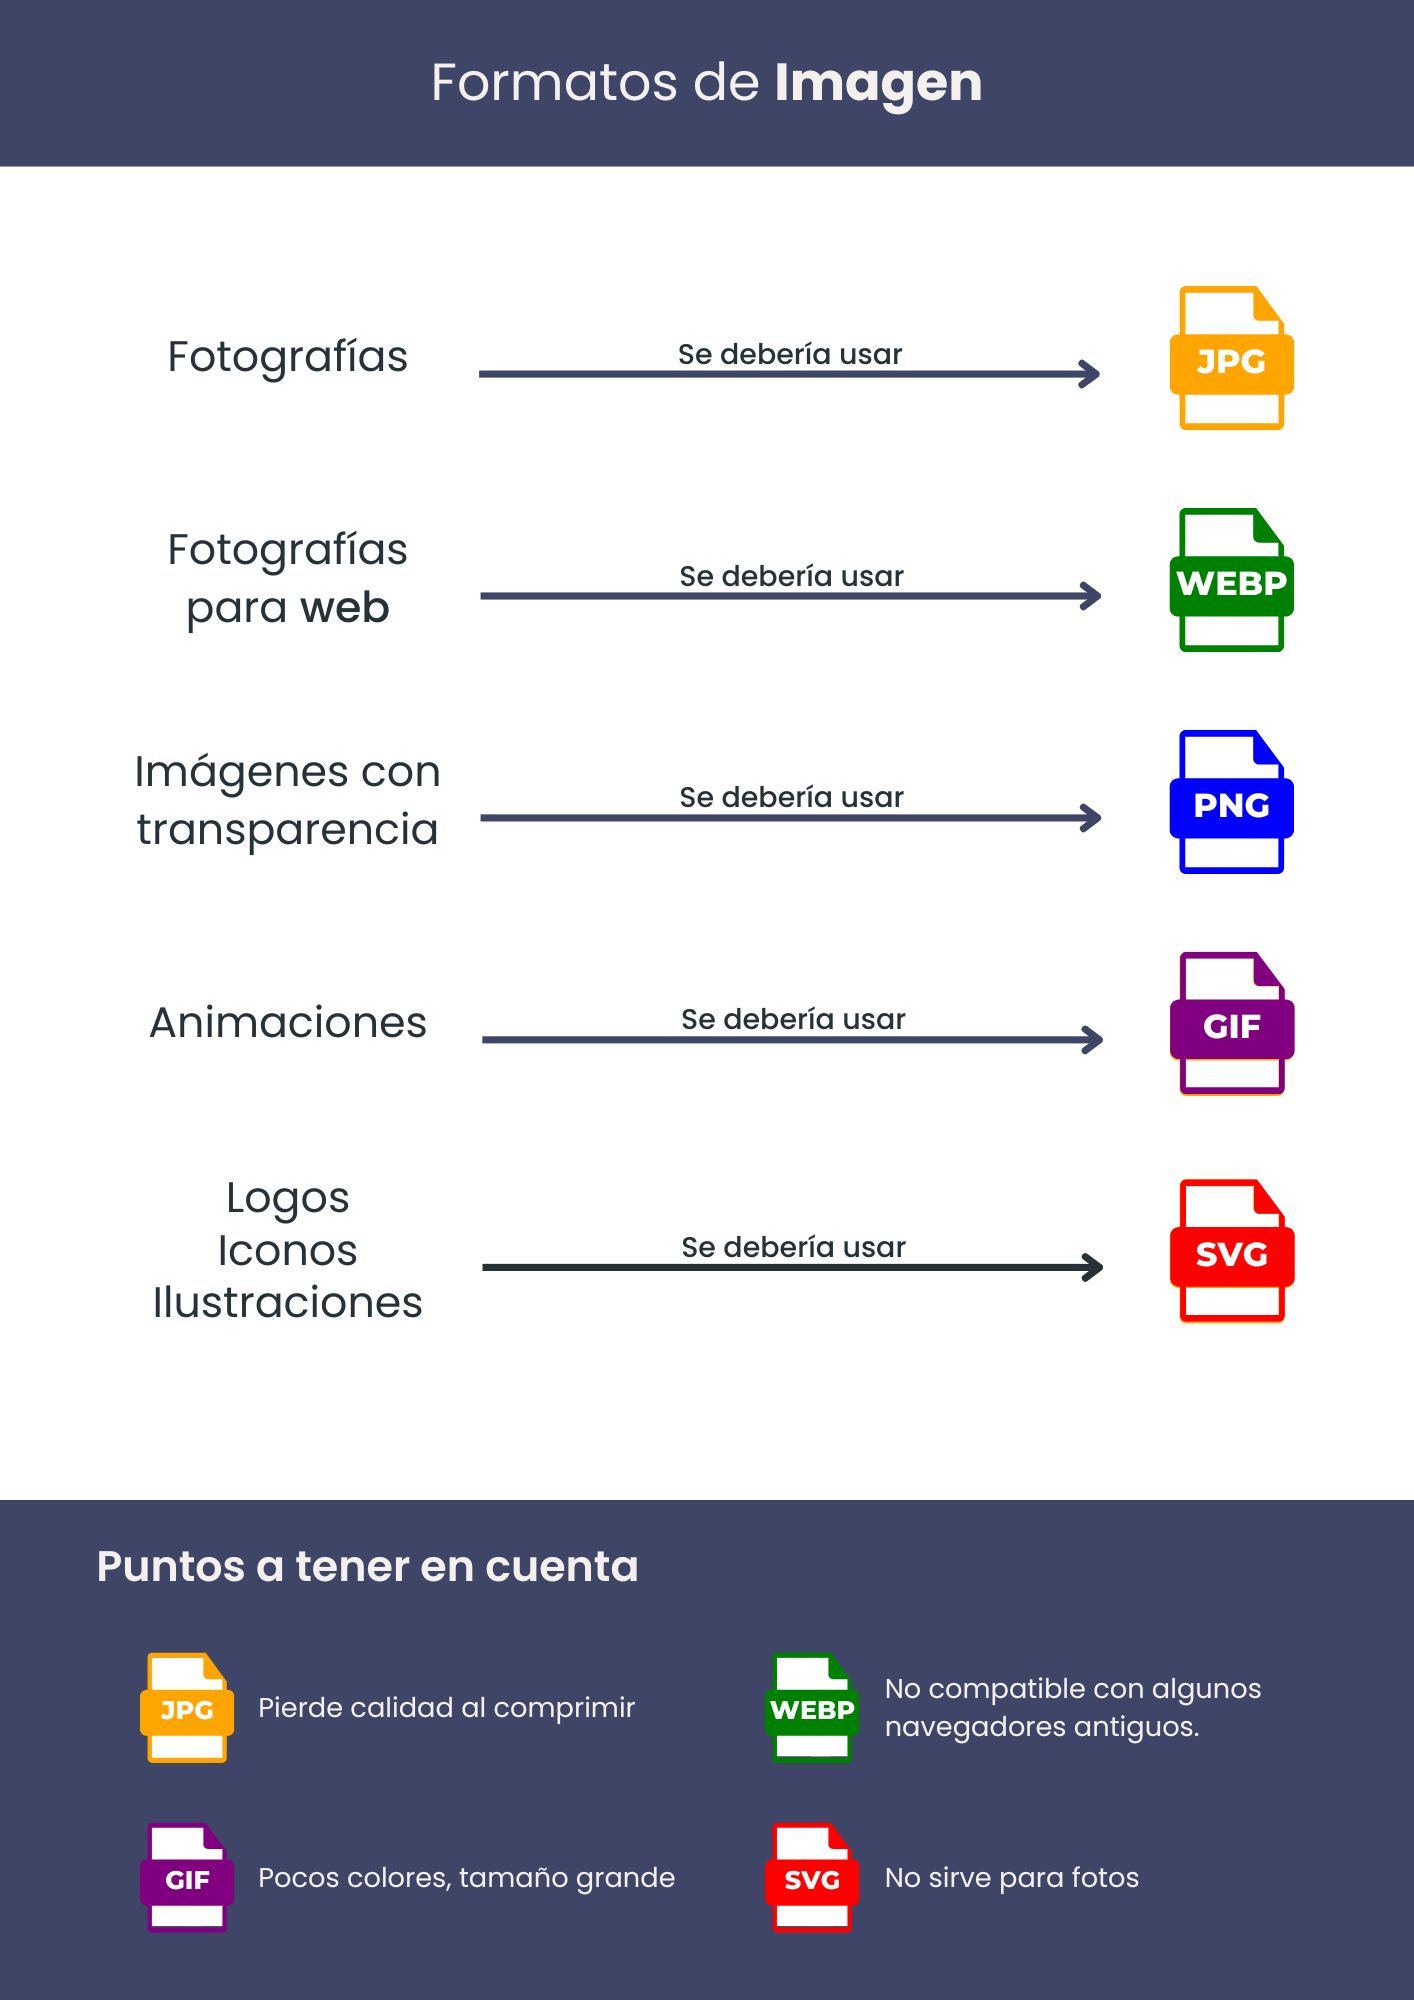 Formatos de Imagen
Fotografías
Se debería usar
JPG
Fotografías
para web
Se debería usar
WEBP
Imágenes con
transparencia
Se debería usar
PNG
Animaciones
Se debería usar
GIF
Logos
Iconos
Ilustraciones
Se debería usar
SVG
Puntos a tener en cuenta
JPG
Pierde calidad al comprimir
WEBP
No compatible con algunos
navegadores antiguos.
GIF
Pocos colores, tamaño grande
SVG
No sirve para fotos